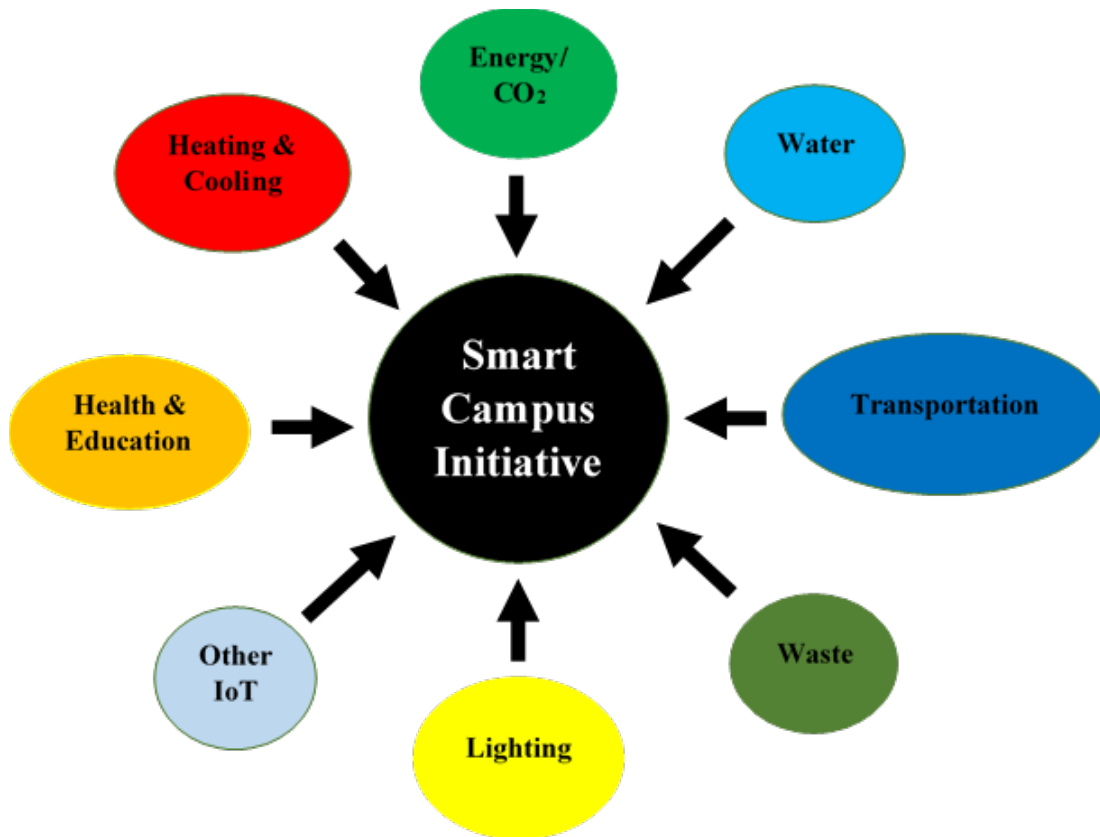 Energy/
CO₂
Heating &
Cooling
Water
Smart
Campus
Initiative
Health &
Education
Transportation
Other
IoT
Waste
Lighting